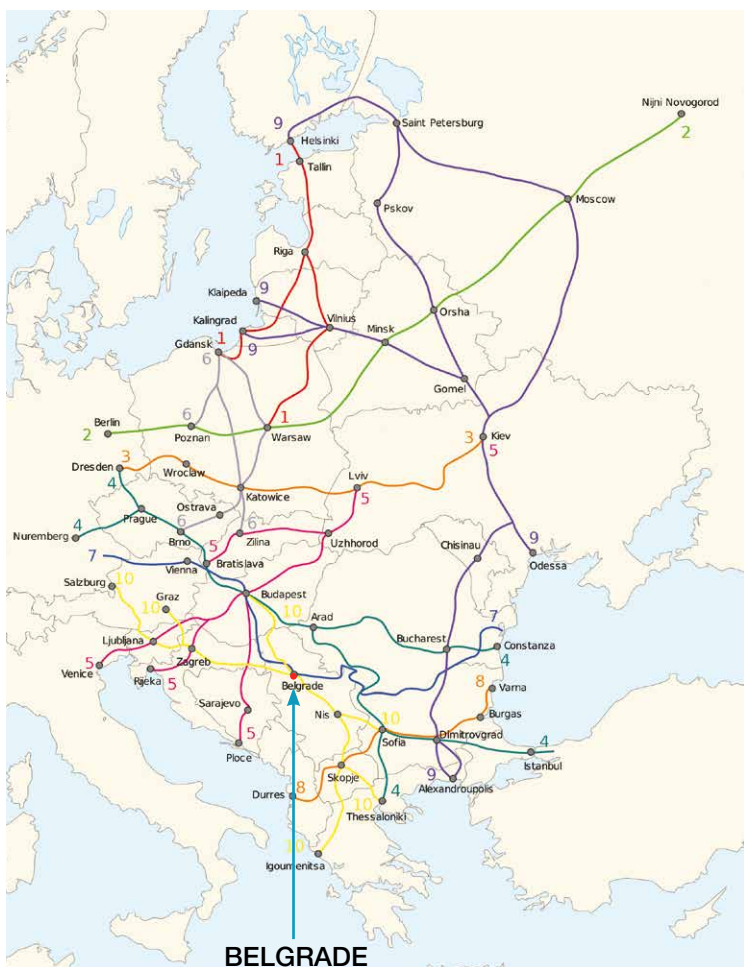 Nijni Novogorod
2
9
Saint Petersburg
Helsinki
1
Tallin
Moscow
Pskov
Riga
Klaipeda
9
Kalingrad
Vilnius
Orsha
1
9
Minsk
Gdansk
6
Gomel
Berlin
2
6
Poznan
1
Warsaw
3
Kiev
5
Dresden
3
4
Wroclaw
Lviv
5
Katowice
Ostrava
Prague
4
Nuremberg
Brno
6
6
Zilina
Uzhhorod
9
Odessa
Chisinau
5
7
Vienna
Bratislava
Salzburg
10
Graz
10
Budapest
10
Arad
7
Bucharest
Constanza
4
Ljubljana
Zagreb
Venice
5
Rijeka
5
Belgrade
8
Varna
Burgas
Sarajevo
Nis
10
Sofia
Dimitrovgrad
4
Istanbul
5
Ploce
Skopje
Durres
8
10
Thessaloniki
4
9
Alexandroupolis
10
Igoumenitsa
BELGRADE